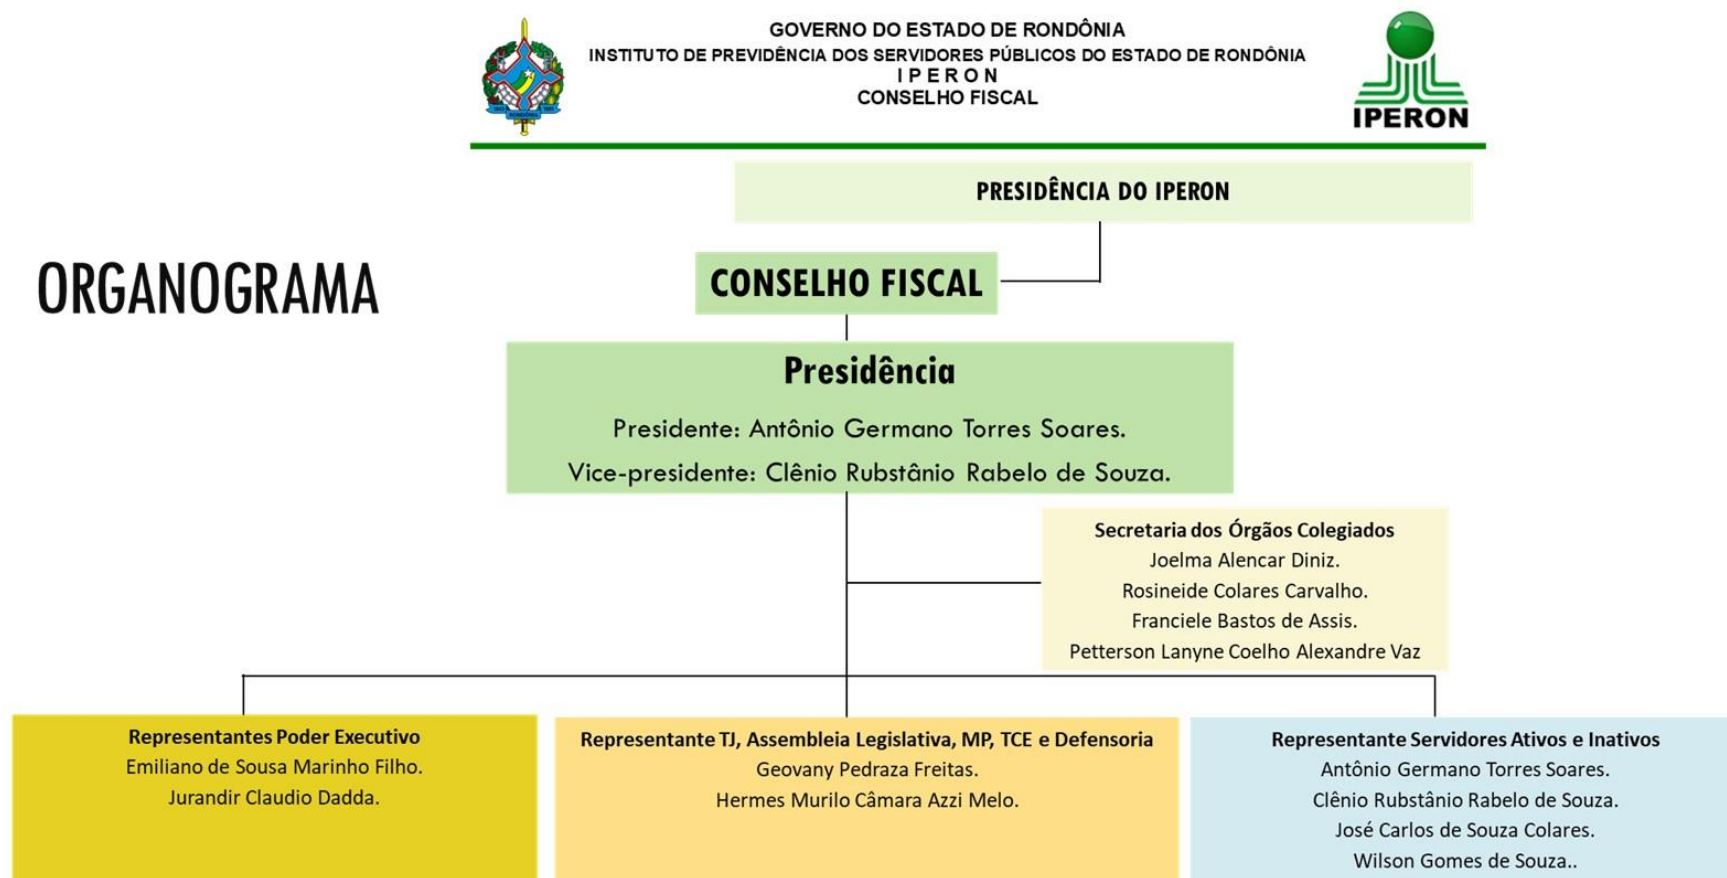 GOVERNO DO ESTADO DE RONDÔNIA
INSTITUTO DE PREVIDÊNCIA DOS SERVIDORES PÚBLICOS DO ESTADO DE RONDÔNIA
I P E R O N
CONSELHO FISCAL
IPERON
PRESIDÊNCIA DO IPERON
ORGANOGRAMA
CONSELHO FISCAL
Presidência
Presidente: Antônio Germano Torres Soares.
Vice-presidente: Clênio Rubstânio Rabelo de Souza.
Secretaria dos Órgãos Colegiados
Joelma Alencar Diniz.
Rosineide Colares Carvalho.
Franciele Bastos de Assis.
Petterson Lanyne Coelho Alexandre Vaz
Representantes Poder Executivo
Emiliano de Sousa Marinho Filho.
Jurandir Claudio Dadda.
Representante TJ, Assembleia Legislativa, MP, TCE e Defensoria
Geovany Pedraza Freitas.
Hermes Murilo Câmara Azzi Melo.
Representante Servidores Ativos e Inativos
Antônio Germano Torres Soares.
Clênio Rubstânio Rabelo de Souza.
José Carlos de Souza Colares.
Wilson Gomes de Souza..